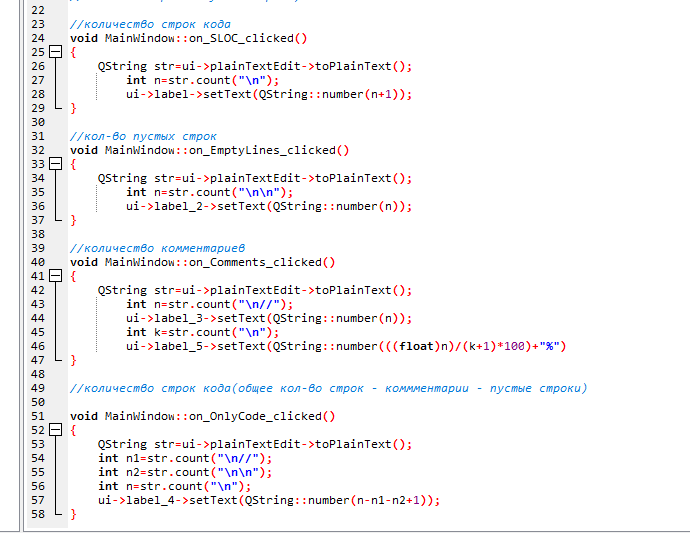 22
23 //количество строк кода
24 void MainWindow::on_SLOC_clicked()
25 {
26 QString str=ui->plainTextEdit->toPlainText();
27 int n=str.count("\n");
28 ui->label->setText(QString::number(n+1));
29 }
30
31 //кол-во пустых строк
32 void MainWindow::on_EmptyLines_clicked()
33 {
34 QString str=ui->plainTextEdit->toPlainText();
35 int n=str.count("\n\n");
36 ui->label_2->setText(QString::number(n));
37 }
38
39 //количество комментариев
40 void MainWindow::on_Comments_clicked()
41 {
42 QString str=ui->plainTextEdit->toPlainText();
43 int n=str.count("\n//");
44 ui->label_3->setText(QString::number(n));
45 int k=str.count("\n");
46 ui->label_5->setText(QString::number(((float)n)/(k+1)*100)+"%")
47 }
48
49 //количество строк кода(общее кол-во строк - коммментарии - пустые строки)
50
51 void MainWindow::on_OnlyCode_clicked()
52 {
53 QString str=ui->plainTextEdit->toPlainText();
54 int n1=str.count("\n//");
55 int n2=str.count("\n\n");
56 int n=str.count("\n");
57 ui->label_4->setText(QString::number(n-n1-n2+1));
58 }